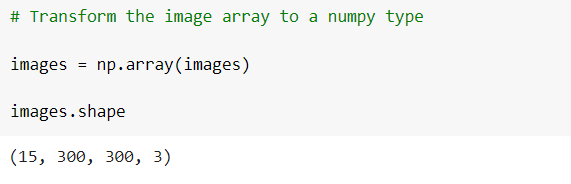 # Transform the image array to a numpy type
images = np.array(images)
images.shape
(15, 300, 300, 3)